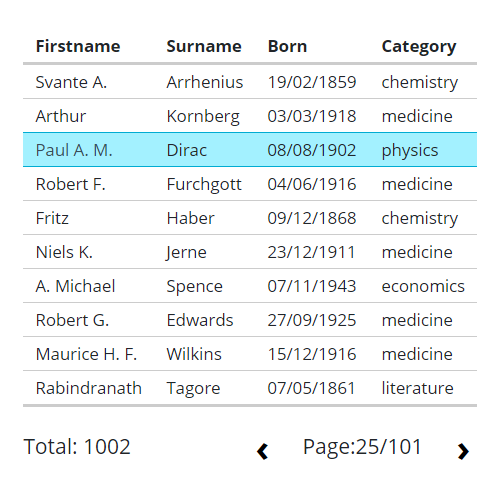 Firstname Surname Born Category
Svante A. Arrhenius 19/02/1859 chemistry
Arthur Kornberg 03/03/1918 medicine
Paul A. M. Dirac 08/08/1902 physics
Robert F. Furchgott 04/06/1916 medicine
Fritz Haber 09/12/1868 chemistry
Niels K. Jerne 23/12/1911 medicine
A. Michael Spence 07/11/1943 economics
Robert G. Edwards 27/09/1925 medicine
Maurice H. F. Wilkins 15/12/1916 medicine
Rabindranath Tagore 07/05/1861 literature
Total: 1002 ‹ Page:25/101 ›